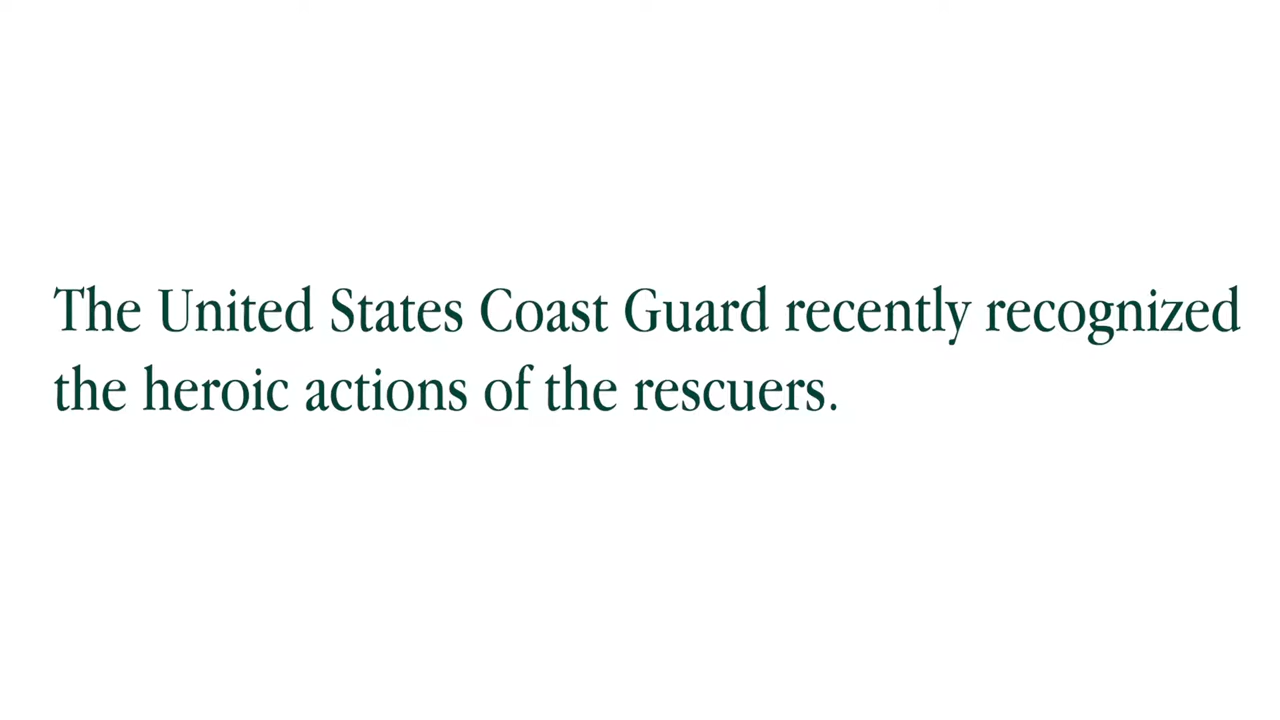 The United States Coast Guard recently recognized
the heroic actions of the rescuers.